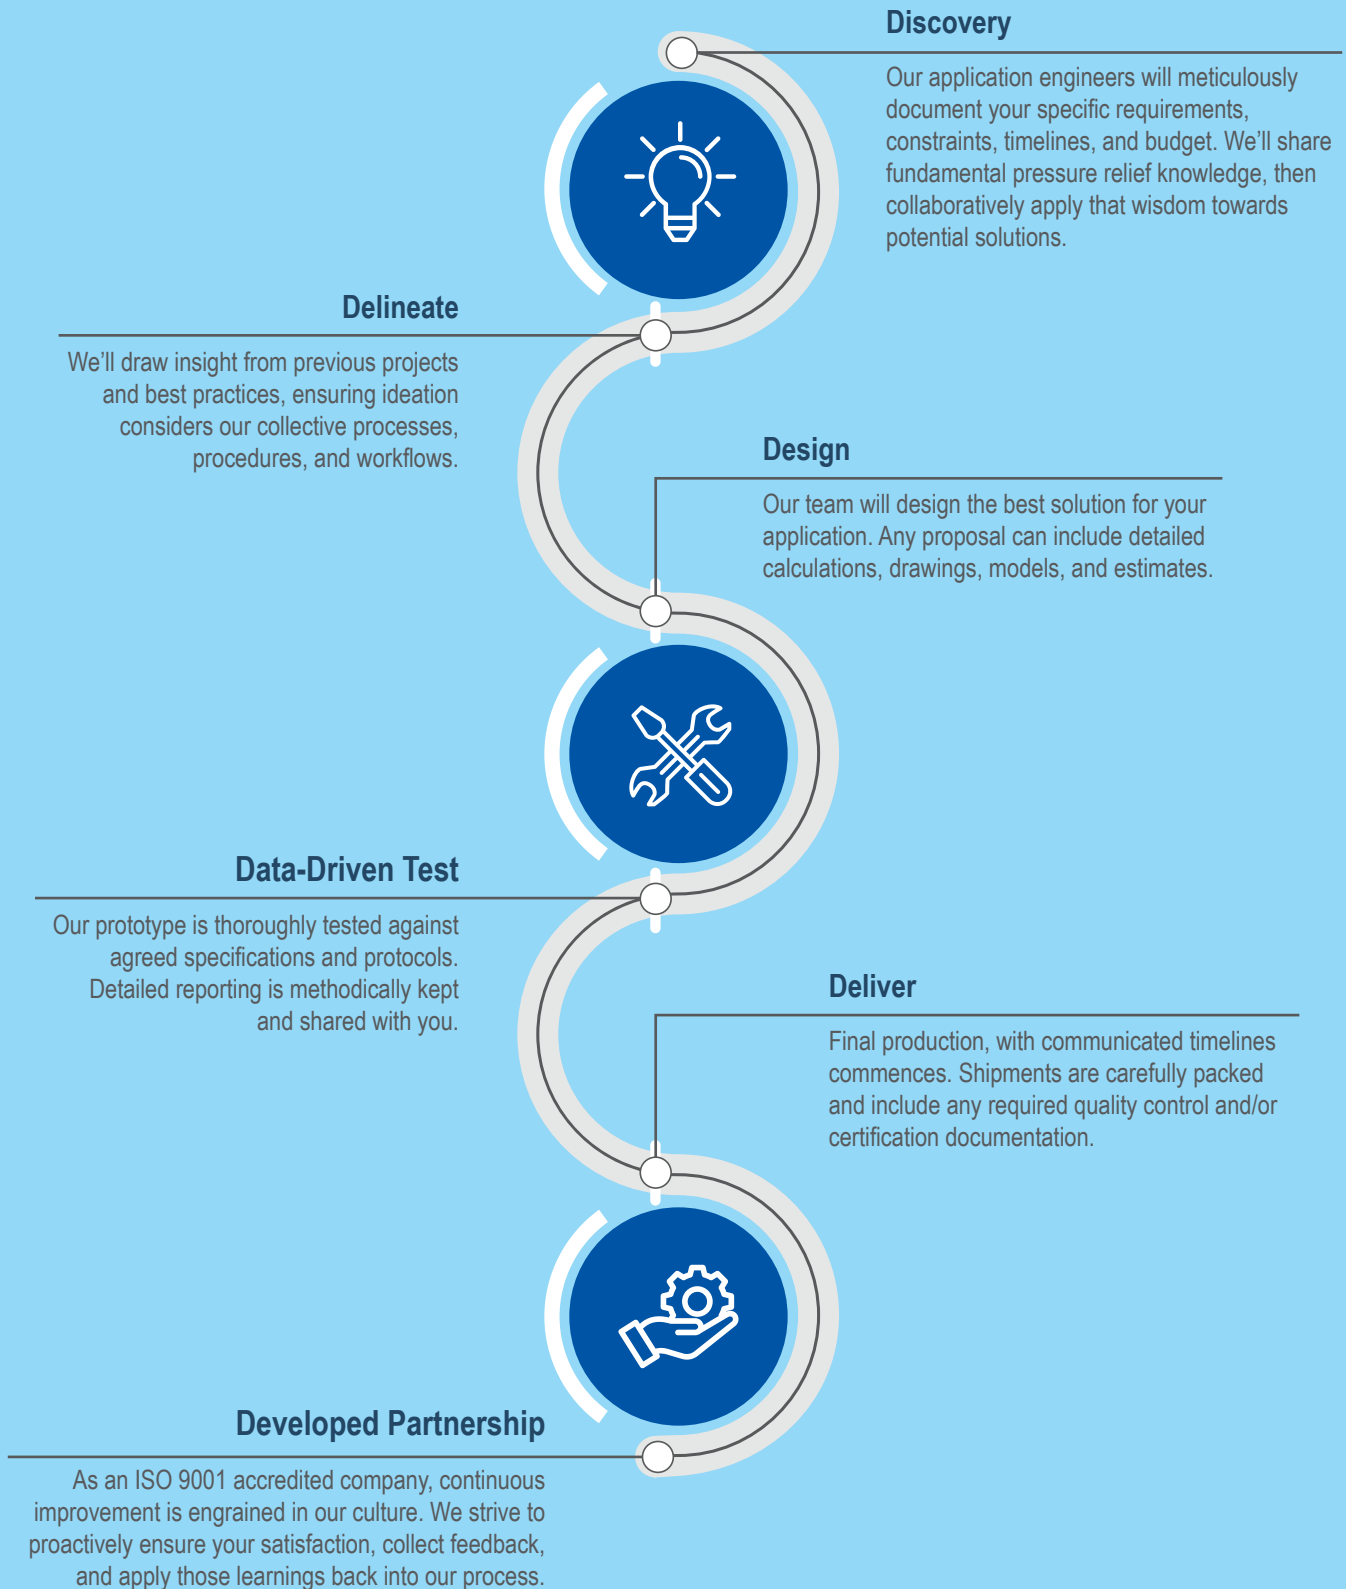 Discovery
Our application engineers will meticulously
document your specific requirements,
constraints, timelines, and budget. We’ll share
fundamental pressure relief knowledge, then
collaboratively apply that wisdom towards
potential solutions.
Delineate
We’ll draw insight from previous projects
and best practices, ensuring ideation
considers our collective processes,
procedures, and workflows.
Design
Our team will design the best solution for your
application. Any proposal can include detailed
calculations, drawings, models, and estimates.
Data-Driven Test
Our prototype is thoroughly tested against
agreed specifications and protocols.
Detailed reporting is methodically kept
and shared with you.
Deliver
Final production, with communicated timelines
commences. Shipments are carefully packed
and include any required quality control and/or
certification documentation.
Developed Partnership
As an ISO 9001 accredited company, continuous
improvement is engrained in our culture. We strive to
proactively ensure your satisfaction, collect feedback,
and apply those learnings back into our process.